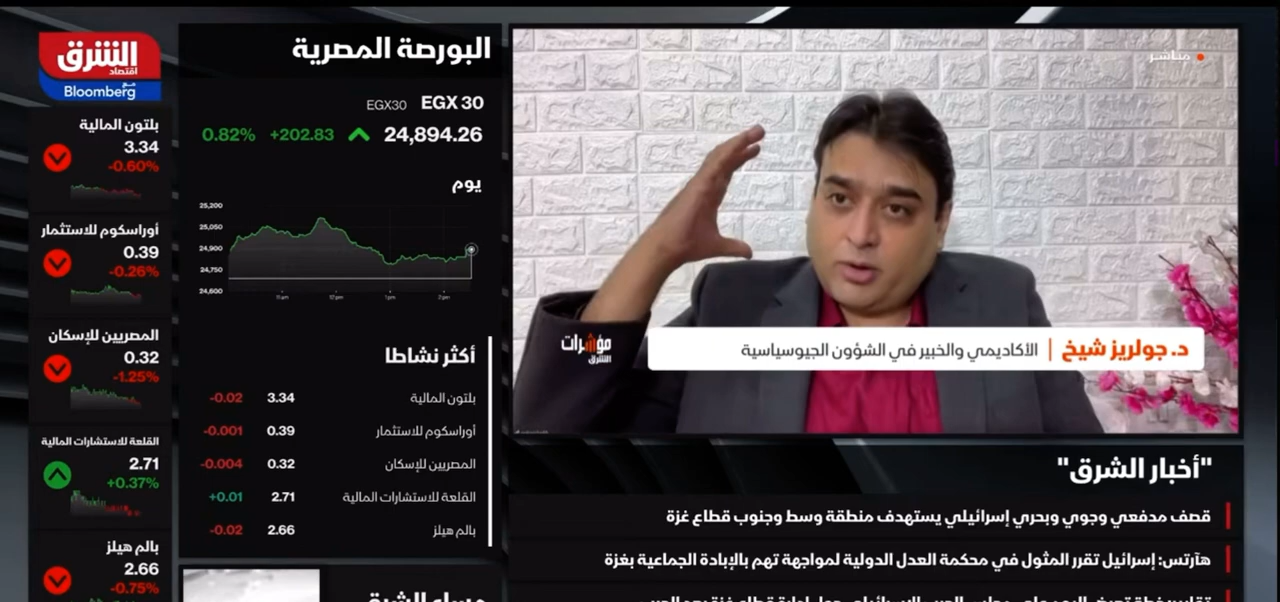 الشرق
اقتصاد
مع
Bloomberg
بلتون المالية
3.34
-0.60%
أوراسكوم للاستثمار
0.39
-0.26%
المصريين للإسكان
0.32
-1.25%
القلعة للاستشارات المالية
2.71
+0.37%
بالم هيلز
2.66
-0.75%
البورصة المصرية
EGX30 EGX 30
0.82% +202.83 24,894.26
يوم
25,200
25,050
24,900
24,750
24,600
11 am 12 pm 1 pm 2 pm
أكثر نشاطا
بلتون المالية 3.34 -0.02
أوراسكوم للاستثمار 0.39 -0.001
المصريين للإسكان 0.32 -0.004
القلعة للاستشارات المالية 2.71 +0.01
بالم هيلز 2.66 -0.02
مباشر
مؤشرات
الشرق
د. جولريز شيخ | الأكاديمي والخبير في الشؤون الجيوسياسية
"أخبار الشرق"
قصف مدفعي وجوي وبحري إسرائيلي يستهدف منطقة وسط وجنوب قطاع غزة
هآرتس: إسرائيل تقرر المثول في محكمة العدل الدولية لمواجهة تهم بالإبادة الجماعية بغزة